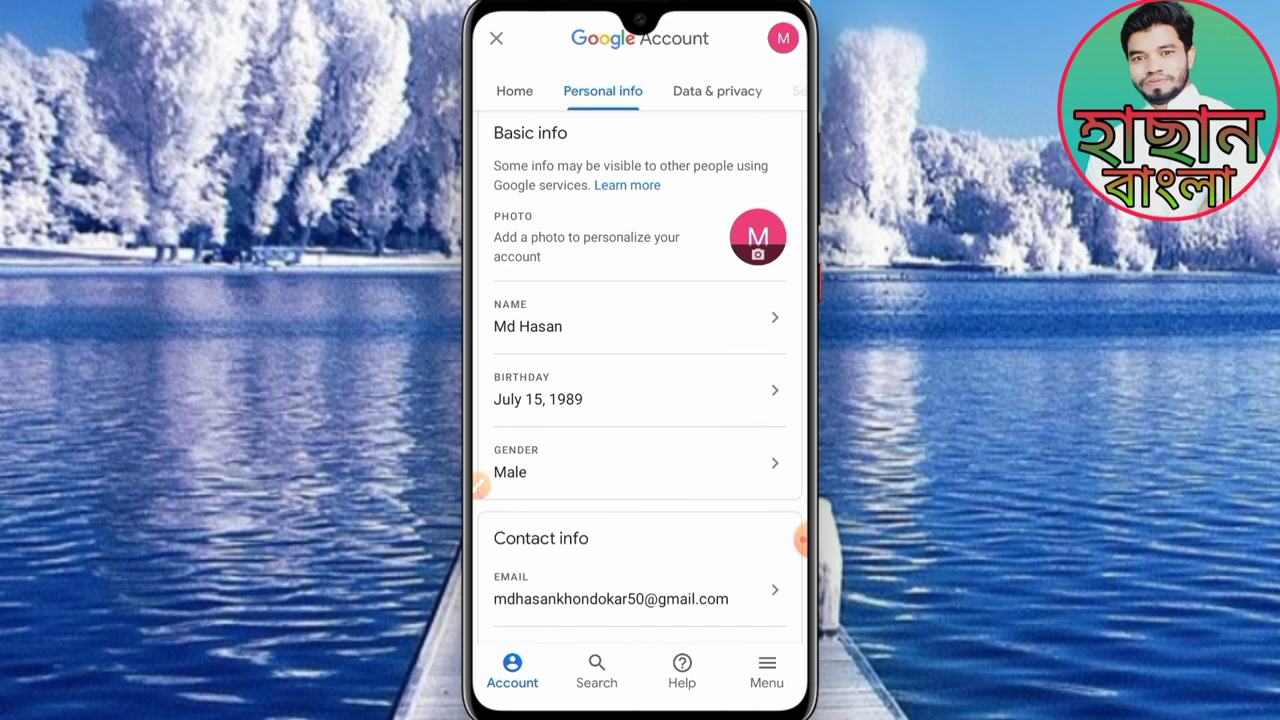 Google Account
M
Home
Personal info
Data & privacy
Se
Basic info
Some info may be visible to other people using
Google services. Learn more
PHOTO
Add a photo to personalize your
account
M
NAME
Md Hasan
BIRTHDAY
July 15, 1989
GENDER
Male
Contact info
EMAIL
mdhasankhondokar50@gmail.com
Account
Search
Help
Menu
হাছান
বাংলা